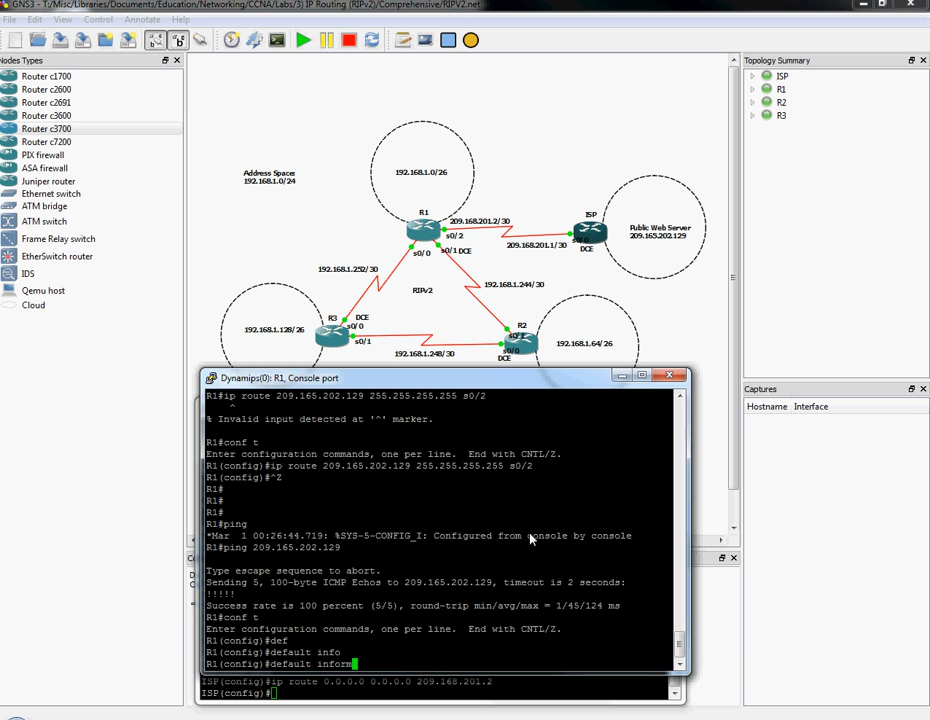 GNS3 - T:/Misc/Libraries/Documents/Education/Networking/CCNA/Labs/3) IP Routing (RIPv2)/Comprehensive/RIPV2.net
File Edit View Control Annotate Help
Nodes Types
Router c1700
Router c2600
Router c2691
Router c3600
Router c3700
Router c7200
PIX firewall
ASA firewall
Juniper router
Ethernet switch
ATM bridge
ATM switch
Frame Relay switch
EtherSwitch router
IDS
Qemu host
Cloud
Address Space:
192.168.1.0/24
192.168.1.0/26
R1
209.168.201.2/30
s0/2
s0/1 DCE
s0/0
ISP
s0/0
DCE
209.168.201.1/30
Public Web Server
209.165.202.129
192.168.1.252/30
RIPv2
192.168.1.244/30
192.168.1.128/26
R3
DCE
s0/0
s0/1
192.168.1.248/30
R2
s0/1
s0/0
DCE
192.168.1.64/26
Topology Summary
ISP
R1
R2
R3
Captures
Hostname Interface
Dynamips(0): R1, Console port
R1#ip route 209.165.202.129 255.255.255.255 s0/2
^
% Invalid input detected at '^' marker.
R1#conf t
Enter configuration commands, one per line. End with CNTL/Z.
R1(config)#ip route 209.165.202.129 255.255.255.255 s0/2
R1(config)#^Z
R1#
R1#
R1#
R1#ping
*Mar 1 00:26:44.719: %SYS-5-CONFIG_I: Configured from console by console
R1#ping 209.165.202.129
Type escape sequence to abort.
Sending 5, 100-byte ICMP Echos to 209.165.202.129, timeout is 2 seconds:
!!!!!
Success rate is 100 percent (5/5), round-trip min/avg/max = 1/45/124 ms
R1#conf t
Enter configuration commands, one per line. End with CNTL/Z.
R1(config)#def
R1(config)#default info
R1(config)#default inform
ISP(config)#ip route 0.0.0.0 0.0.0.0 209.168.201.2
ISP(config)#